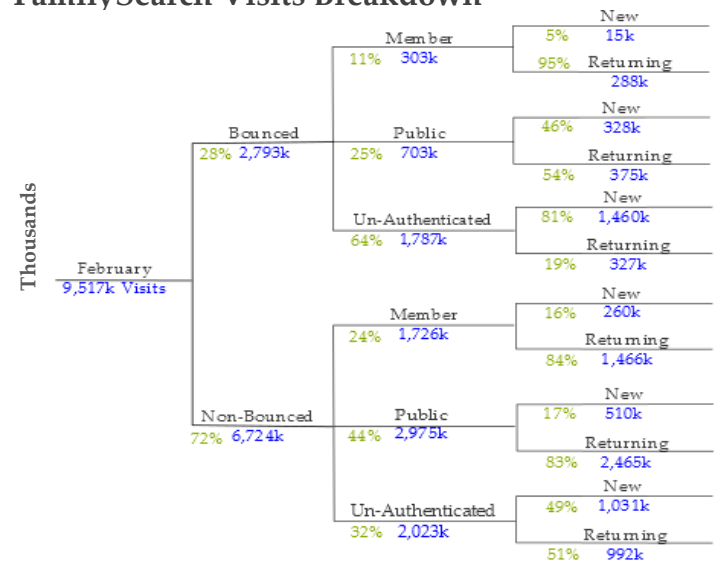 FamilySearch Visits Breakdown
Thousands
February
9,517k Visits
Bounced
28% 2,793k
Member
11% 303k
New
5% 15k
95% Returning
288k
Public
25% 703k
New
46% 328k
Returning
54% 375k
Un-Authenticated
64% 1,787k
New
81% 1,460k
Returning
19% 327k
Non-Bounced
72% 6,724k
Member
24% 1,726k
New
16% 260k
Returning
84% 1,466k
Public
44% 2,975k
New
17% 510k
Returning
83% 2,465k
Un-Authenticated
32% 2,023k
New
49% 1,031k
Returning
51% 992k